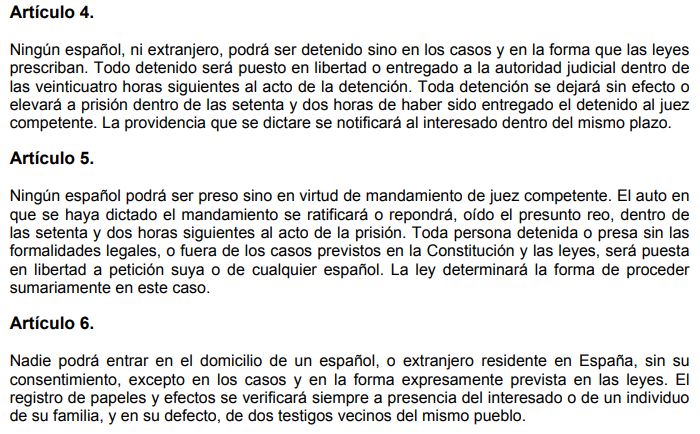 Artículo 4.
Ningún español, ni extranjero, podrá ser detenido sino en los casos y en la forma que las leyes
prescriban. Todo detenido será puesto en libertad o entregado a la autoridad judicial dentro de
las veinticuatro horas siguientes al acto de la detención. Toda detención se dejará sin efecto o
elevará a prisión dentro de las setenta y dos horas de haber sido entregado el detenido al juez
competente. La providencia que se dictare se notificará al interesado dentro del mismo plazo.
Artículo 5.
Ningún español podrá ser preso sino en virtud de mandamiento de juez competente. El auto en
que se haya dictado el mandamiento se ratificará o repondrá, oído el presunto reo, dentro de
las setenta y dos horas siguientes al acto de la prisión. Toda persona detenida o presa sin las
formalidades legales, o fuera de los casos previstos en la Constitución y las leyes, será puesta
en libertad a petición suya o de cualquier español. La ley determinará la forma de proceder
sumariamente en este caso.
Artículo 6.
Nadie podrá entrar en el domicilio de un español, o extranjero residente en España, sin su
consentimiento, excepto en los casos y en la forma expresamente prevista en las leyes. El
registro de papeles y efectos se verificará siempre a presencia del interesado o de un individuo
de su familia, y en su defecto, de dos testigos vecinos del mismo pueblo.